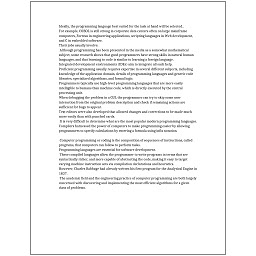 Ideally, the programming language best suited for the task at hand will be selected.
For example, COBOL is still strong in corporate data centers often on large mainframe
computers, Fortran in engineering applications, scripting languages in Web development,
and C in embedded software.
Their jobs usually involve:
Although programming has been presented in the media as a somewhat mathematical
subject, some research shows that good programmers have strong skills in natural human
languages, and that learning to code is similar to learning a foreign language.
Integrated development environments (IDEs) aim to integrate all such help.
Proficient programming usually requires expertise in several different subjects, including
knowledge of the application domain, details of programming languages and generic code
libraries, specialized algorithms, and formal logic.
Programmers typically use high-level programming languages that are more easily
intelligible to humans than machine code, which is directly executed by the central
processing unit.
When debugging the problem in a GUI, the programmer can try to skip some user
interaction from the original problem description and check if remaining actions are
sufficient for bugs to appear.
Text editors were also developed that allowed changes and corrections to be made much
more easily than with punched cards.
It is very difficult to determine what are the most popular modern programming languages.
Compilers harnessed the power of computers to make programming easier by allowing
programmers to specify calculations by entering a formula using infix notation.
Computer programming or coding is the composition of sequences of instructions, called
programs, that computers can follow to perform tasks.
Programming languages are essential for software development.
These compiled languages allow the programmer to write programs in terms that are
syntactically richer, and more capable of abstracting the code, making it easy to target
varying machine instruction sets via compilation declarations and heuristics.
However, Charles Babbage had already written his first program for the Analytical Engine in
1837.
The academic field and the engineering practice of computer programming are both largely
concerned with discovering and implementing the most efficient algorithms for a given
class of problems.